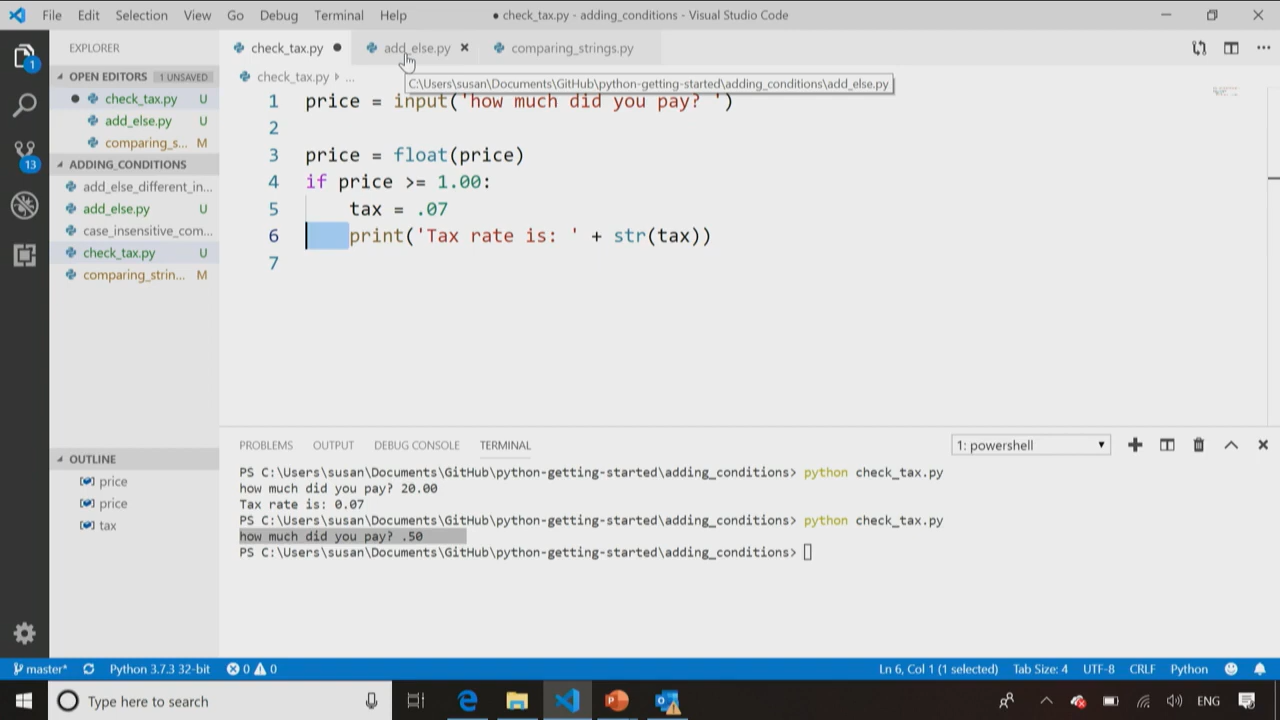 File Edit Selection View Go Debug Terminal Help
● check_tax.py - adding_conditions - Visual Studio Code
EXPLORER
check_tax.py ●
add_else.py ×
comparing_strings.py
OPEN EDITORS 1 UNSAVED
check_tax.py U
add_else.py U
comparing_s... M
ADDING_CONDITIONS
add_else_different_in...
add_else.py U
case_insensitive_com...
check_tax.py U
comparing_strin... M
OUTLINE
price
price
tax
1
13
check_tax.py ...
C:\Users\susan\Documents\GitHub\python-getting-started\adding_conditions\add_else.py
1 price = input('how much did you pay? ')
2
3 price = float(price)
4 if price >= 1.00:
5 tax = .07
6 print('Tax rate is: ' + str(tax))
7
PROBLEMS OUTPUT DEBUG CONSOLE TERMINAL
1: powershell
PS C:\Users\susan\Documents\GitHub\python-getting-started\adding_conditions> python check_tax.py
how much did you pay? 20.00
Tax rate is: 0.07
PS C:\Users\susan\Documents\GitHub\python-getting-started\adding_conditions> python check_tax.py
how much did you pay? .50
PS C:\Users\susan\Documents\GitHub\python-getting-started\adding_conditions>
master* Python 3.7.3 32-bit 0 0
Ln 6, Col 1 (1 selected) Tab Size: 4 UTF-8 CRLF Python
Type here to search
ENG